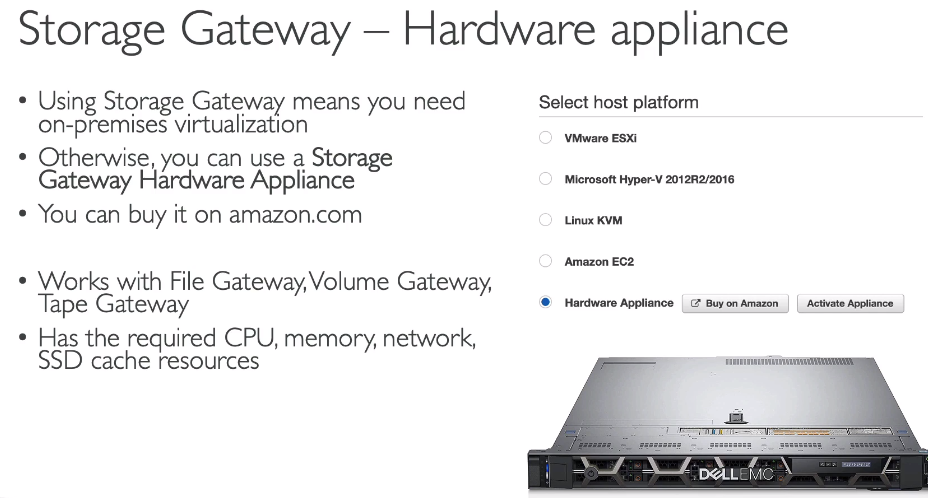 Storage Gateway – Hardware appliance
• Using Storage Gateway means you need
on-premises virtualization
• Otherwise, you can use a Storage
Gateway Hardware Appliance
• You can buy it on amazon.com
• Works with File Gateway, Volume Gateway,
Tape Gateway
• Has the required CPU, memory, network,
SSD cache resources
Select host platform
VMware ESXi
Microsoft Hyper-V 2012R2/2016
Linux KVM
Amazon EC2
Hardware Appliance Buy on Amazon Activate Appliance
DELLEMC